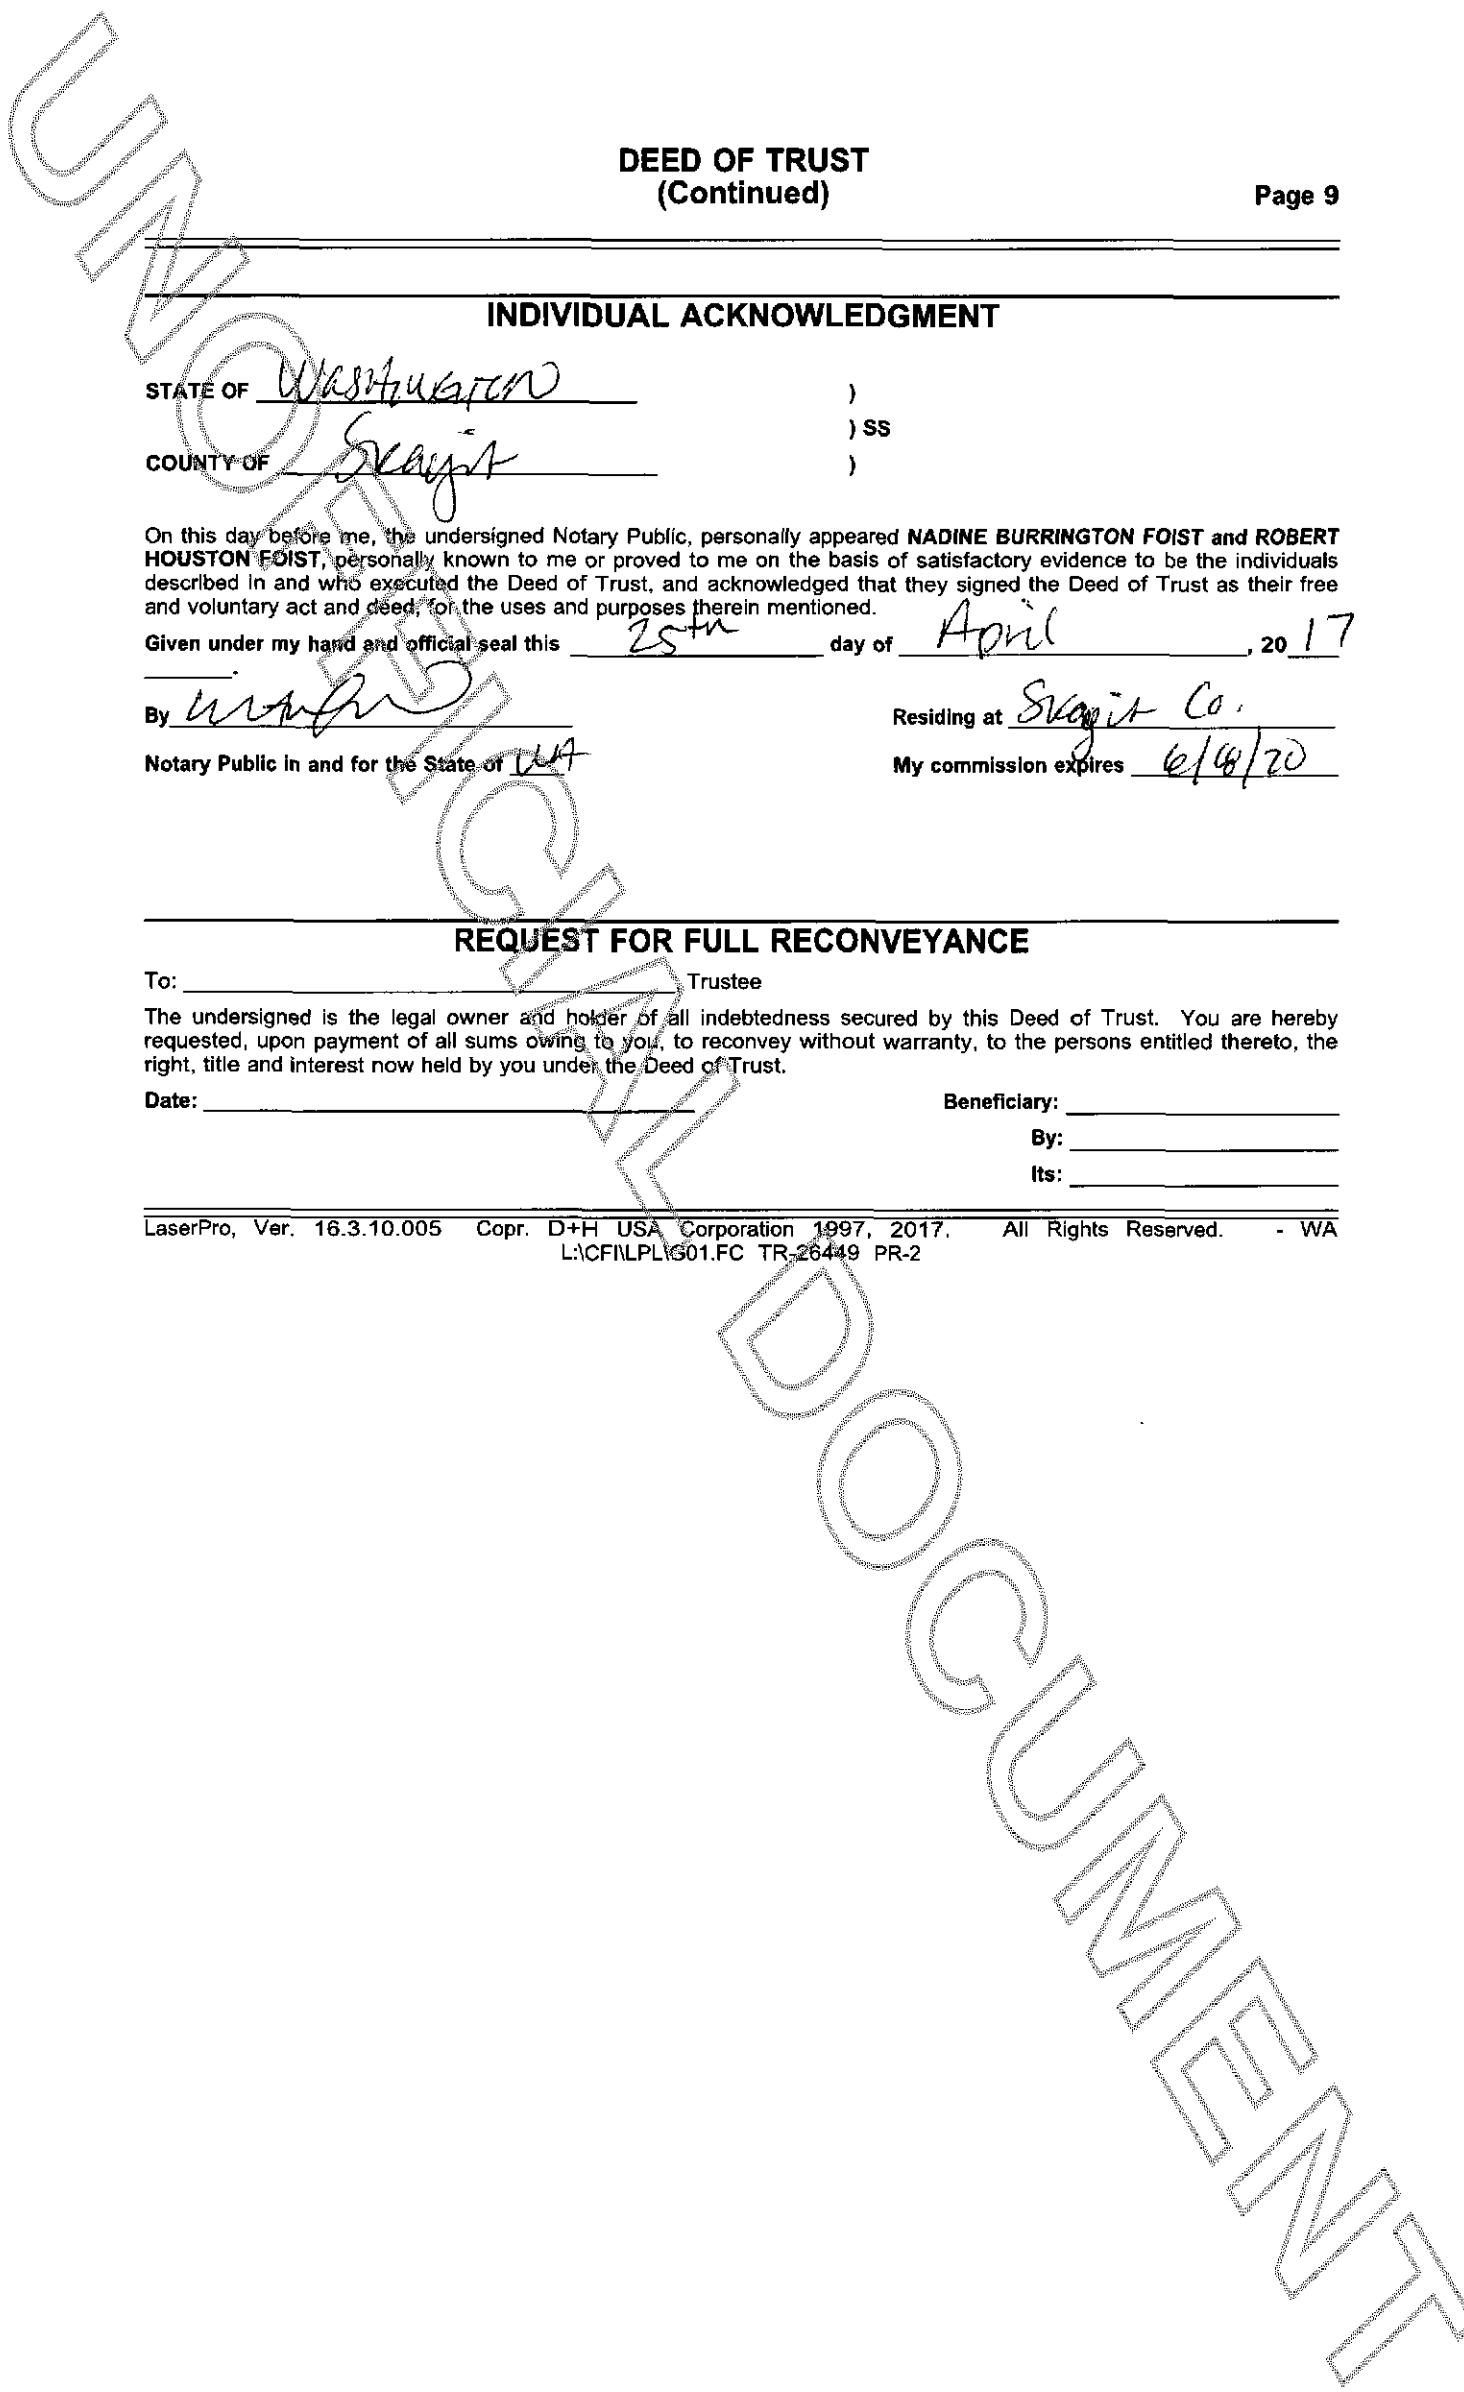 DEED OF TRUST
(Continued) Page 9
INDIVIDUAL ACKNOWLEDGMENT
STATE OF Washington )
) SS
COUNTY OF Skagit )
On this day before me, the undersigned Notary Public, personally appeared NADINE BURRINGTON FOIST and ROBERT
HOUSTON FOIST, personally known to me or proved to me on the basis of satisfactory evidence to be the individuals
described in and who executed the Deed of Trust, and acknowledged that they signed the Deed of Trust as their free
and voluntary act and deed, for the uses and purposes therein mentioned.
Given under my hand and official seal this 25th day of April, 20 17
By Residing at Skagit Co.
Notary Public in and for the State of WA My commission expires
REQUEST FOR FULL RECONVEYANCE
To: , Trustee
The undersigned is the legal owner and holder of all indebtedness secured by this Deed of Trust. You are hereby
requested, upon payment of all sums owing to you, to reconvey without warranty, to the persons entitled thereto, the
right, title and interest now held by you under the Deed of Trust.
Date: Beneficiary:
By:
Its:
LaserPro, Ver. 16.3.10.005 Copr. D+H USA Corporation 1997, 2017. All Rights Reserved. - WA
L:\CFI\LPL\G01.FC TR-26449 PR-2
UNOFFICIAL DOCUMENT